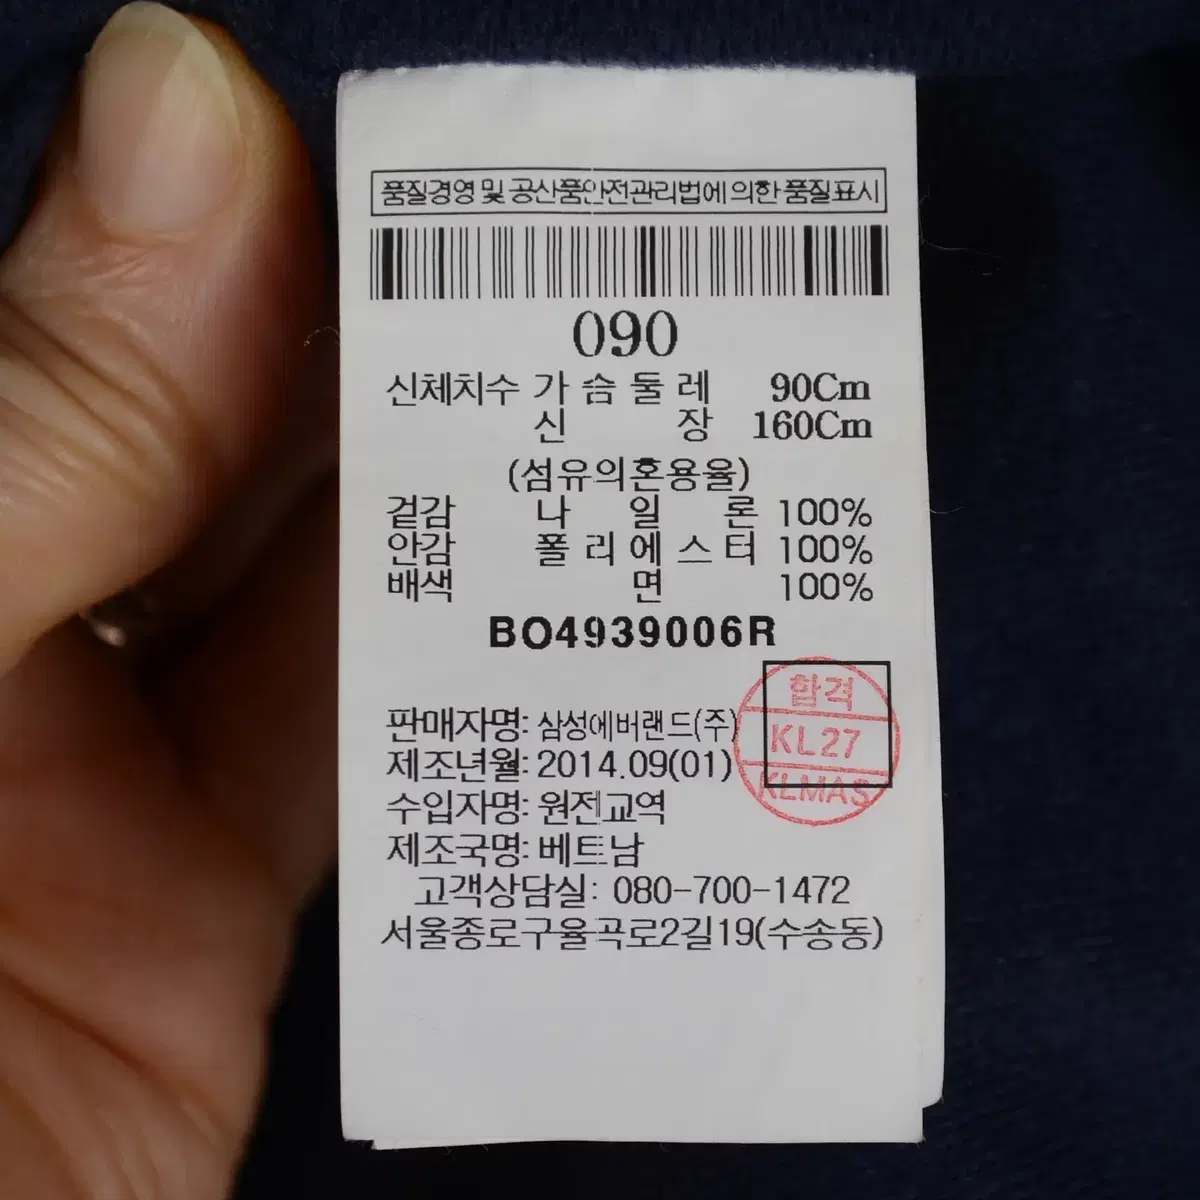 품질경영 및 공산품안전관리법에 의한 품질표시
090
신체치수 가슴둘레 90Cm
신장 160Cm
(섬유의혼용율)
겉감 나일론 100%
안감 폴리에스터 100%
배색 면 100%
BO4939006R
합격
KL27
KLMAS
판매자명: 삼성에버랜드(주)
제조년월: 2014.09(01)
수입자명: 원전교역
제조국명: 베트남
고객상담실: 080-700-1472
서울종로구율곡로2길19(수송동)